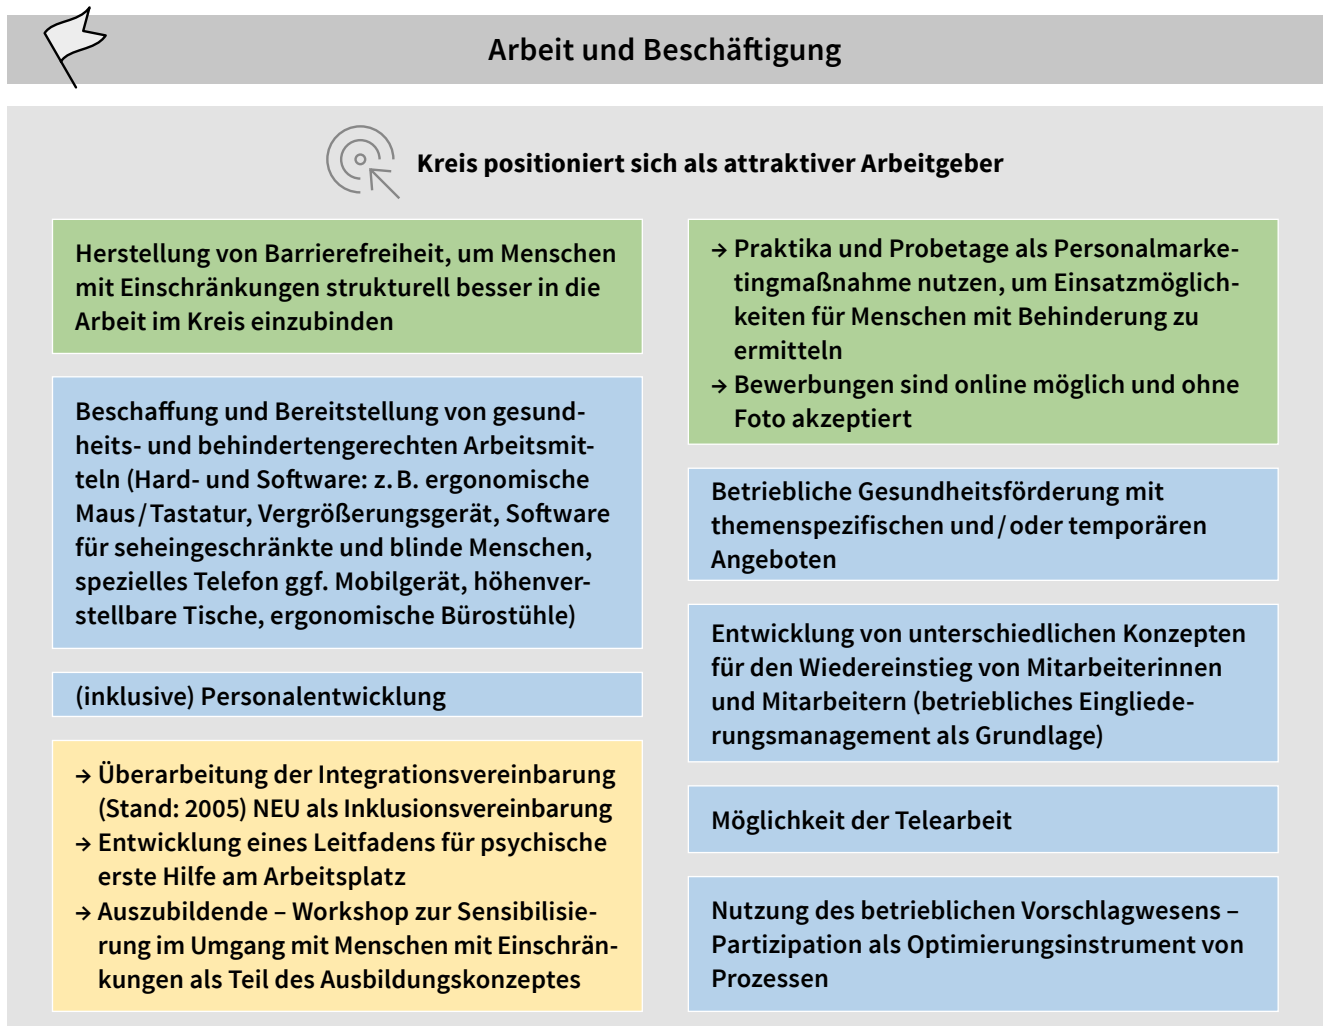 Arbeit und Beschäftigung
Kreis positioniert sich als attraktiver Arbeitgeber
Herstellung von Barrierefreiheit, um Menschen
mit Einschränkungen strukturell besser in die
Arbeit im Kreis einzubinden
Beschaffung und Bereitstellung von gesund-
heits- und behindertengerechten Arbeitsmit-
teln (Hard- und Software: z. B. ergonomische
Maus / Tastatur, Vergrößerungsgerät, Software
für seheingeschränkte und blinde Menschen,
spezielles Telefon ggf. Mobilgerät, höhenver-
stellbare Tische, ergonomische Bürostühle)
(inklusive) Personalentwicklung
→ Überarbeitung der Integrationsvereinbarung
(Stand: 2005) NEU als Inklusionsvereinbarung
→ Entwicklung eines Leitfadens für psychische
erste Hilfe am Arbeitsplatz
→ Auszubildende – Workshop zur Sensibilisie-
rung im Umgang mit Menschen mit Einschrän-
kungen als Teil des Ausbildungskonzeptes
→ Praktika und Probetage als Personalmarke-
tingmaßnahme nutzen, um Einsatzmöglich-
keiten für Menschen mit Behinderung zu
ermitteln
→ Bewerbungen sind online möglich und ohne
Foto akzeptiert
Betriebliche Gesundheitsförderung mit
themenspezifischen und / oder temporären
Angeboten
Entwicklung von unterschiedlichen Konzepten
für den Wiedereinstieg von Mitarbeiterinnen
und Mitarbeitern (betriebliches Eingliede-
rungsmanagement als Grundlage)
Möglichkeit der Telearbeit
Nutzung des betrieblichen Vorschlagwesens –
Partizipation als Optimierungsinstrument von
Prozessen